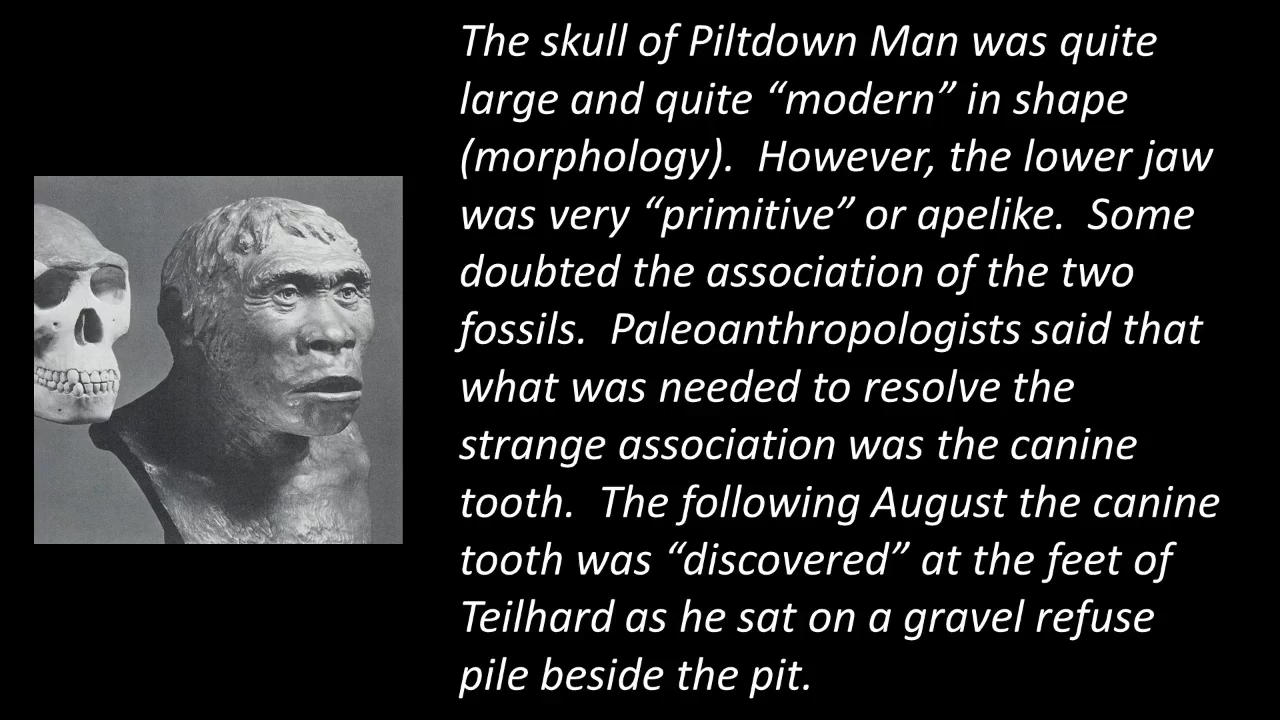 The skull of Piltdown Man was quite
large and quite “modern” in shape
(morphology).  However, the lower jaw
was very “primitive” or apelike.  Some
doubted the association of the two
fossils.  Paleoanthropologists said that
what was needed to resolve the
strange association was the canine
tooth.  The following August the canine
tooth was “discovered” at the feet of
Teilhard as he sat on a gravel refuse
pile beside the pit.